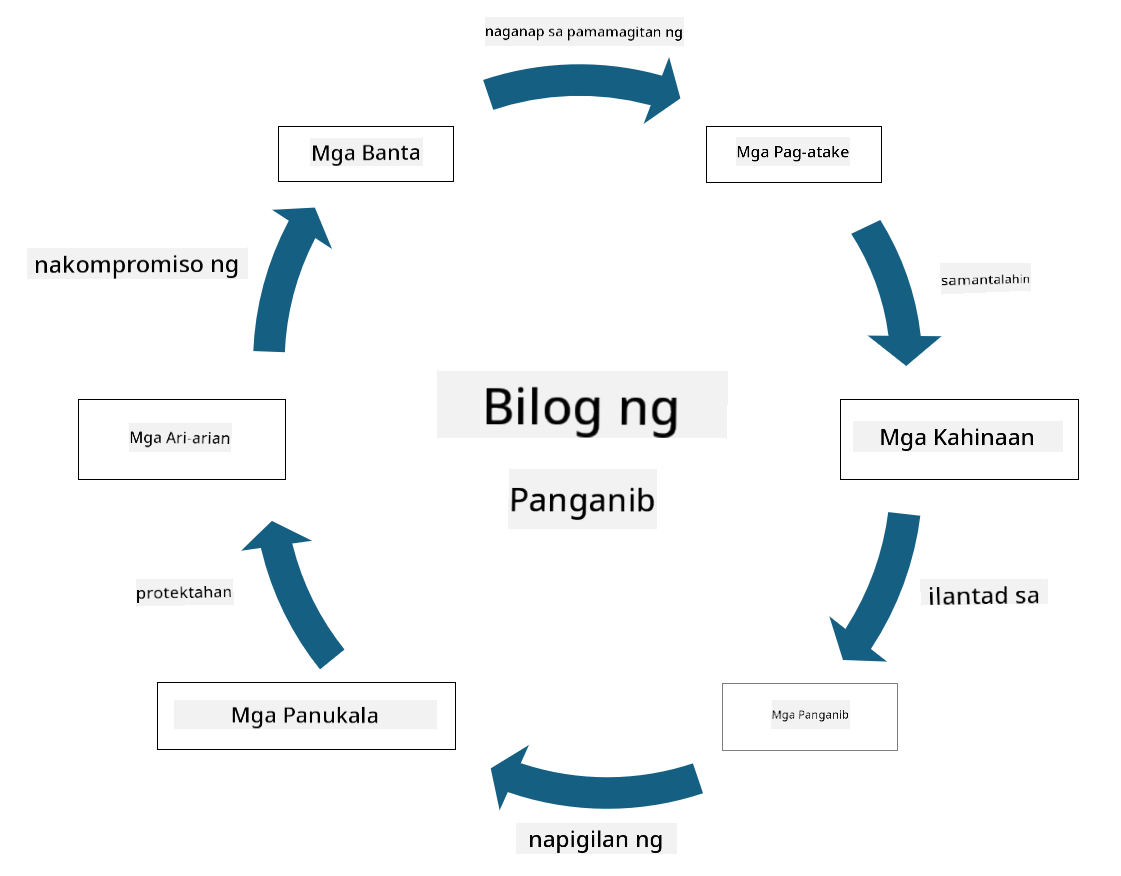 naganap sa pamamagitan ng
Mga Banta
Mga Pag-atake
nakompromiso ng
samantalahin
Bilog ng
Panganib
Mga Ari-arian
Mga Kahinaan
protektahan
ilantad sa
Mga Panukala
Mga Panganib
napigilan ng